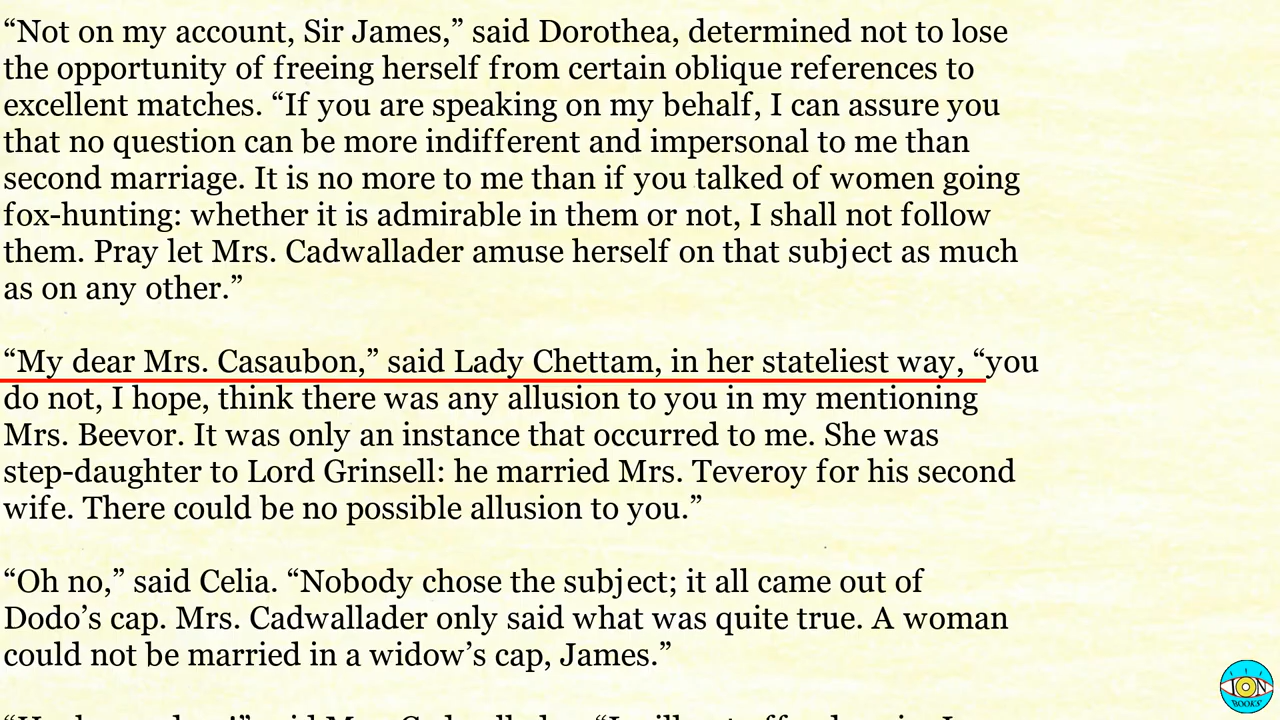 “Not on my account, Sir James,” said Dorothea, determined not to lose
the opportunity of freeing herself from certain oblique references to
excellent matches. “If you are speaking on my behalf, I can assure you
that no question can be more indifferent and impersonal to me than
second marriage. It is no more to me than if you talked of women going
fox-hunting: whether it is admirable in them or not, I shall not follow
them. Pray let Mrs. Cadwallader amuse herself on that subject as much
as on any other.”
“My dear Mrs. Casaubon,” said Lady Chettam, in her stateliest way, “you
do not, I hope, think there was any allusion to you in my mentioning
Mrs. Beevor. It was only an instance that occurred to me. She was
step-daughter to Lord Grinsell: he married Mrs. Teveroy for his second
wife. There could be no possible allusion to you.”
“Oh no,” said Celia. “Nobody chose the subject; it all came out of
Dodo’s cap. Mrs. Cadwallader only said what was quite true. A woman
could not be married in a widow’s cap, James.”
ION
BOOKS